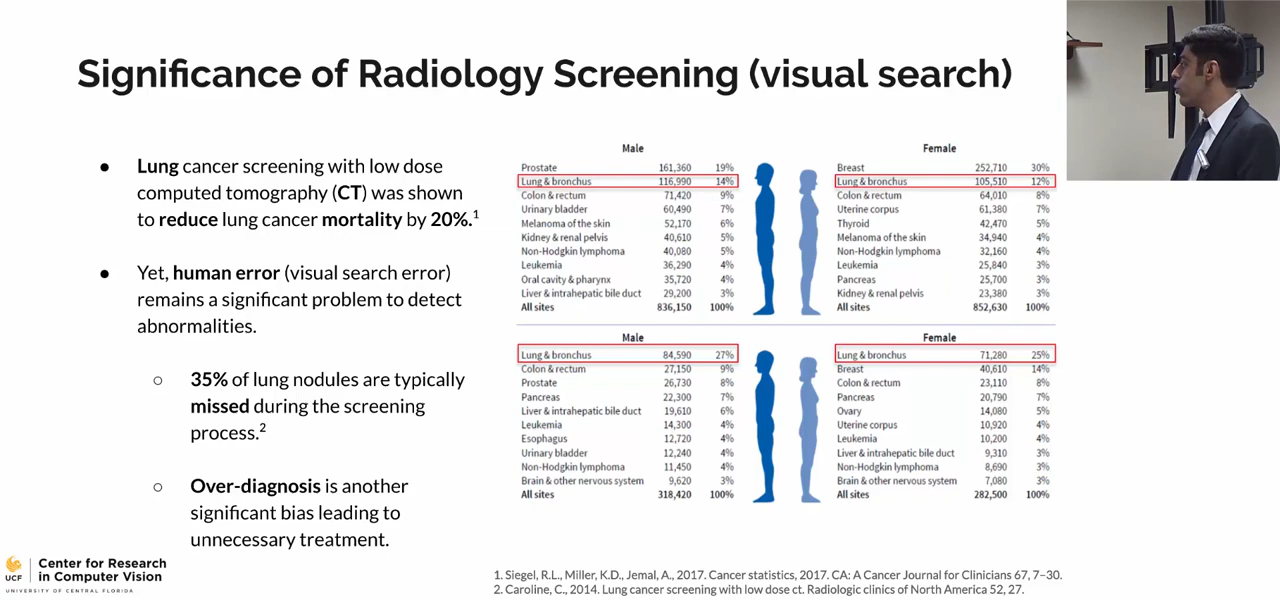 Significance of Radiology Screening (visual search)
● Lung cancer screening with low dose
computed tomography (CT) was shown
to reduce lung cancer mortality by 20%.1
● Yet, human error (visual search error)
remains a significant problem to detect
abnormalities.
○ 35% of lung nodules are typically
missed during the screening
process.2
○ Over-diagnosis is another
significant bias leading to
unnecessary treatment.
Male
Prostate 161,360 19%
Lung & bronchus 116,990 14%
Colon & rectum 71,420 9%
Urinary bladder 60,490 7%
Melanoma of the skin 52,170 6%
Kidney & renal pelvis 40,610 5%
Non-Hodgkin lymphoma 40,080 5%
Leukemia 36,290 4%
Oral cavity & pharynx 35,720 4%
Liver & intrahepatic bile duct 29,200 3%
All sites 836,150 100%
Female
Breast 252,710 30%
Lung & bronchus 105,510 12%
Colon & rectum 64,010 8%
Uterine corpus 61,380 7%
Thyroid 42,470 5%
Melanoma of the skin 34,940 4%
Non-Hodgkin lymphoma 32,160 4%
Leukemia 25,840 3%
Pancreas 25,700 3%
Kidney & renal pelvis 23,380 3%
All sites 852,630 100%
Male
Lung & bronchus 84,590 27%
Colon & rectum 27,150 9%
Prostate 26,730 8%
Pancreas 22,300 7%
Liver & intrahepatic bile duct 19,610 6%
Leukemia 14,300 4%
Esophagus 12,720 4%
Urinary bladder 12,240 4%
Non-Hodgkin lymphoma 11,450 4%
Brain & other nervous system 9,620 3%
All sites 318,420 100%
Female
Lung & bronchus 71,280 25%
Breast 40,610 14%
Colon & rectum 23,110 8%
Pancreas 20,790 7%
Ovary 14,080 5%
Uterine corpus 10,920 4%
Leukemia 10,200 4%
Liver & intrahepatic bile duct 9,310 3%
Non-Hodgkin lymphoma 8,690 3%
Brain & other nervous system 7,080 3%
All sites 282,500 100%
UCF
Center for Research
in Computer Vision
UNIVERSITY OF CENTRAL FLORIDA
1. Siegel, R.L., Miller, K.D., Jemal, A., 2017. Cancer statistics, 2017. CA: A Cancer Journal for Clinicians 67, 7–30.
2. Caroline, C., 2014. Lung cancer screening with low dose ct. Radiologic clinics of North America 52, 27.